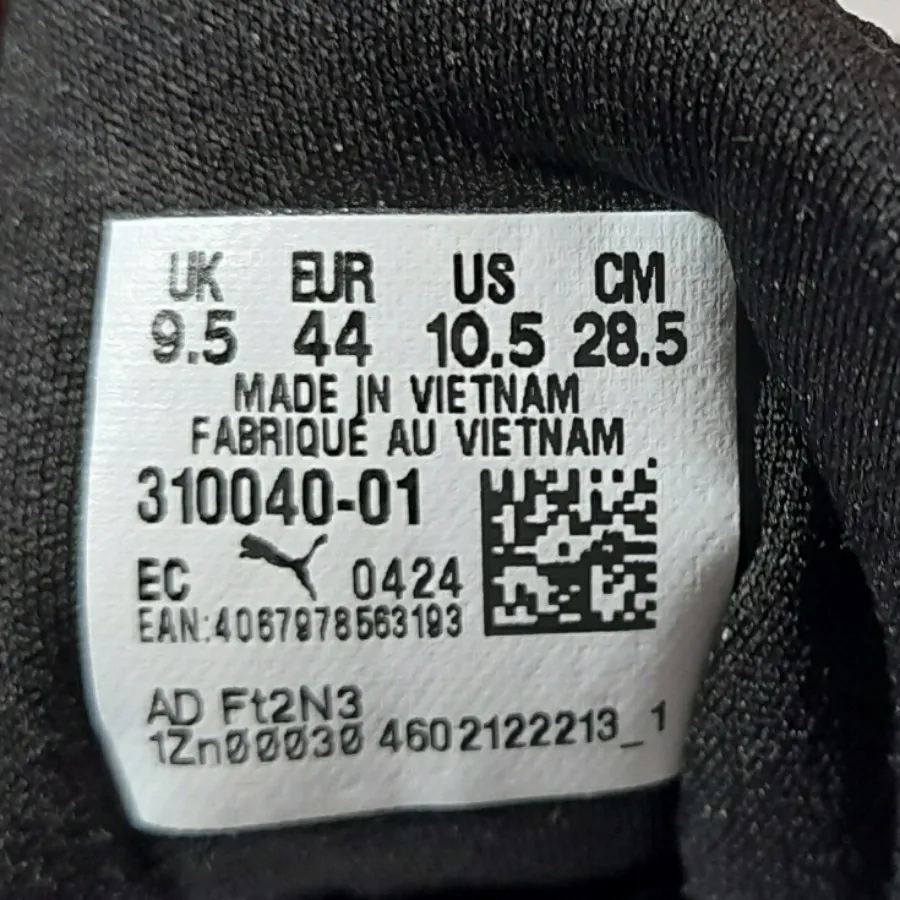 UK EUR US CM
9.5 44 10.5 28.5
MADE IN VIETNAM
FABRIQUÉ AU VIETNAM
310040-01
EC 0424
EAN:4067978563193
AD Ft2N3
1Zn00030 4602122213_1